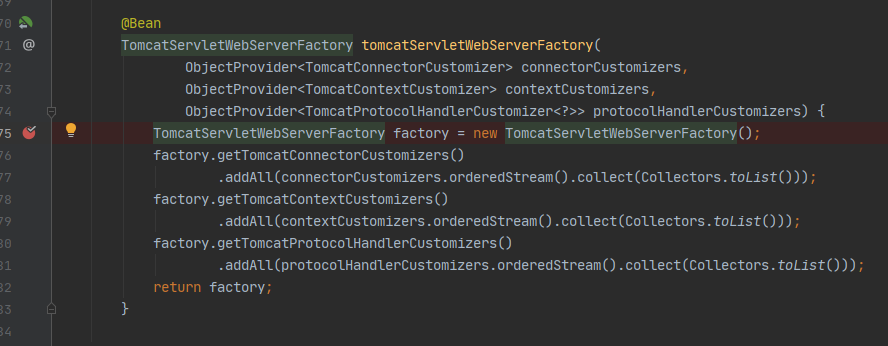 70 @Bean
71 @ TomcatServletWebServerFactory tomcatServletWebServerFactory(
72 ObjectProvider<TomcatConnectorCustomizer> connectorCustomizers,
73 ObjectProvider<TomcatContextCustomizer> contextCustomizers,
74 ObjectProvider<TomcatProtocolHandlerCustomizer<?>> protocolHandlerCustomizers) {
75 TomcatServletWebServerFactory factory = new TomcatServletWebServerFactory();
76 factory.getTomcatConnectorCustomizers()
77 .addAll(connectorCustomizers.orderedStream().collect(Collectors.toList()));
78 factory.getTomcatContextCustomizers()
79 .addAll(contextCustomizers.orderedStream().collect(Collectors.toList()));
80 factory.getTomcatProtocolHandlerCustomizers()
81 .addAll(protocolHandlerCustomizers.orderedStream().collect(Collectors.toList()));
82 return factory;
83 }
84